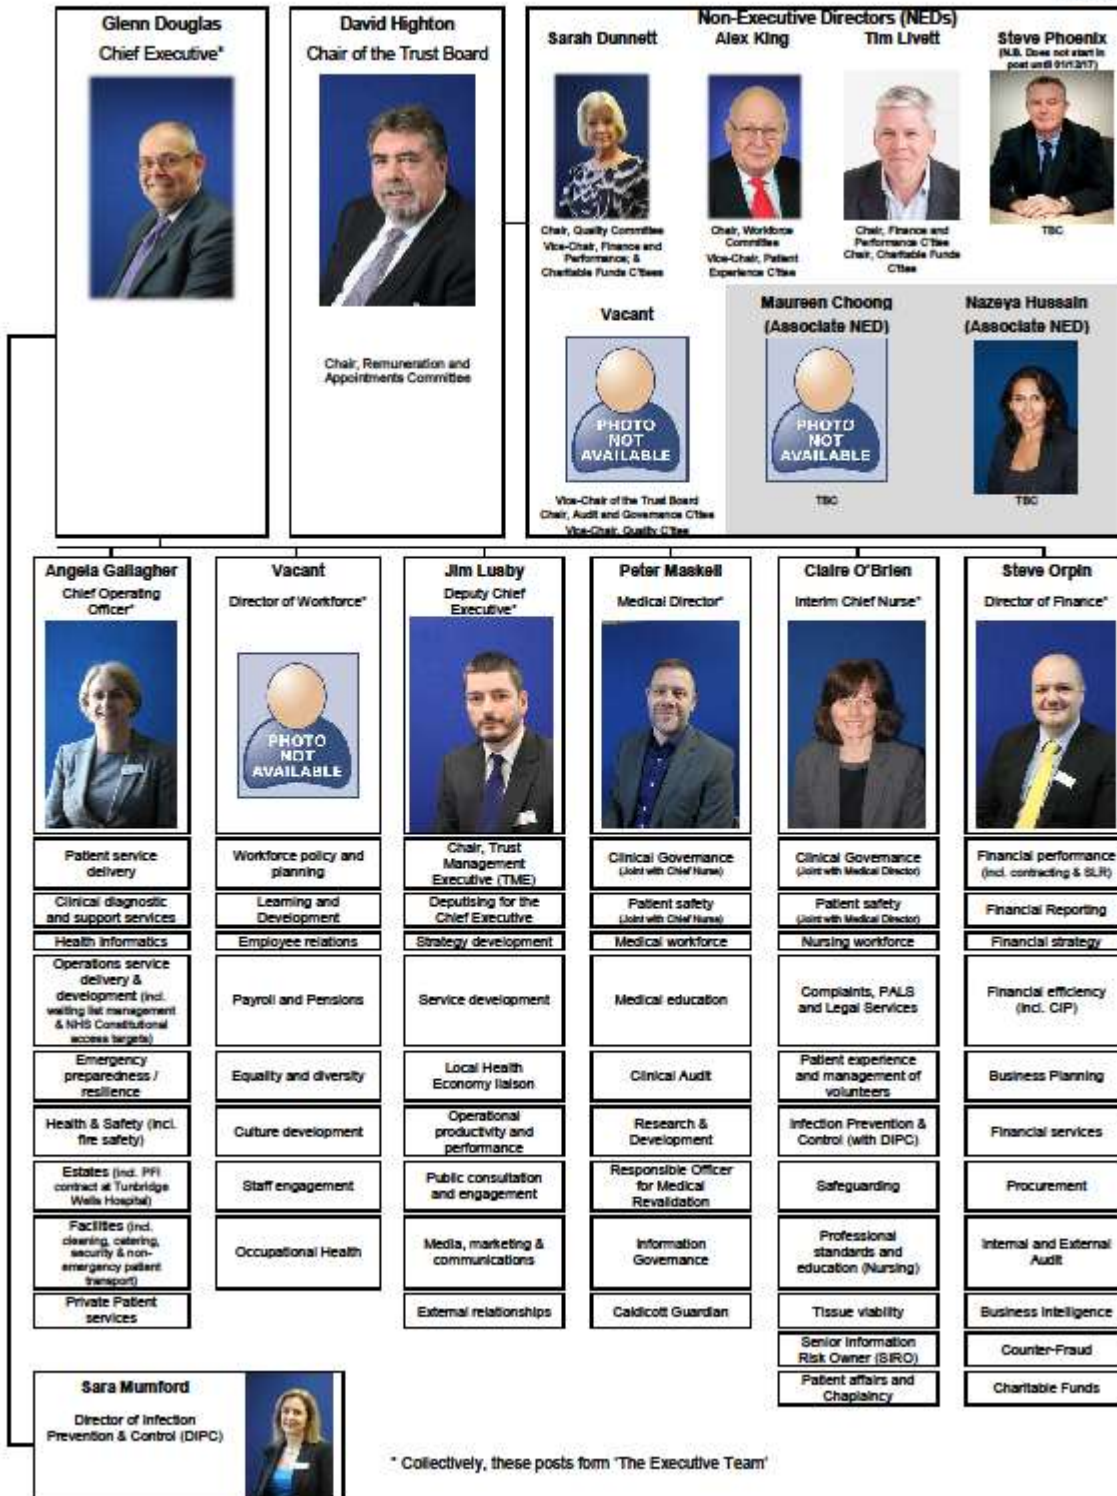 Glenn Douglas
Chief Executive*
David Highton
Chair of the Trust Board
Chair, Remuneration and
Appointments Committee
Non-Executive Directors (NEDs)
Sarah Dunnett
Chair, Quality Committee
Vice-Chair, Finance and
Performance; &
Charitable Funds C'ttees
Alex King
Chair, Workforce
Committee
Vice-Chair, Patient
Experience C'ttee
Tim Livett
Chair, Finance and
Performance C'ttee
Chair, Charitable Funds
C'ttee
Steve Phoenix
(N.B. Does not start in
post until 01/12/17)
TBC
Vacant
PHOTO
NOT
AVAILABLE
Vice-Chair of the Trust Board
Chair, Audit and Governance C'ttee
Vice-Chair, Quality C'ttee
Maureen Choong
(Associate NED)
PHOTO
NOT
AVAILABLE
TBC
Nazeya Hussain
(Associate NED)
TBC
Angela Gallagher
Chief Operating
Officer*
Patient service
delivery
Clinical diagnostic
and support services
Health Informatics
Operations service
delivery &
development (incl.
waiting list management
& NHS Constitutional
access targets)
Emergency
preparedness /
resilience
Health & Safety (incl.
fire safety)
Estates (incl. PFI
contract at Tunbridge
Wells Hospital)
Facilities (incl.
cleaning, catering,
security & non-
emergency patient
transport)
Private Patient
services
Vacant
Director of Workforce*
PHOTO
NOT
AVAILABLE
Workforce policy and
planning
Learning and
Development
Employee relations
Payroll and Pensions
Equality and diversity
Culture development
Staff engagement
Occupational Health
Jim Lusby
Deputy Chief
Executive*
Chair, Trust
Management
Executive (TME)
Deputising for the
Chief Executive
Strategy development
Service development
Local Health
Economy liaison
Operational
productivity and
performance
Public consultation
and engagement
Media, marketing &
communications
External relationships
Peter Maskell
Medical Director*
Clinical Governance
(Joint with Chief Nurse)
Patient safety
(Joint with Chief Nurse)
Medical workforce
Medical education
Clinical Audit
Research &
Development
Responsible Officer
for Medical
Revalidation
Information
Governance
Caldicott Guardian
Claire O'Brien
Interim Chief Nurse*
Clinical Governance
(Joint with Medical Director)
Patient safety
(Joint with Medical Director)
Nursing workforce
Complaints, PALS
and Legal Services
Patient experience
and management of
volunteers
Infection Prevention &
Control (with DIPC)
Safeguarding
Professional
standards and
education (Nursing)
Tissue viability
Senior Information
Risk Owner (SIRO)
Patient affairs and
Chaplaincy
Steve Orpin
Director of Finance*
Financial performance
(incl. contracting & SLR)
Financial Reporting
Financial strategy
Financial efficiency
(incl. CIP)
Business Planning
Financial services
Procurement
Internal and External
Audit
Business Intelligence
Counter-Fraud
Charitable Funds
Sara Mumford
Director of Infection
Prevention & Control (DIPC)
* Collectively, these posts form 'The Executive Team'